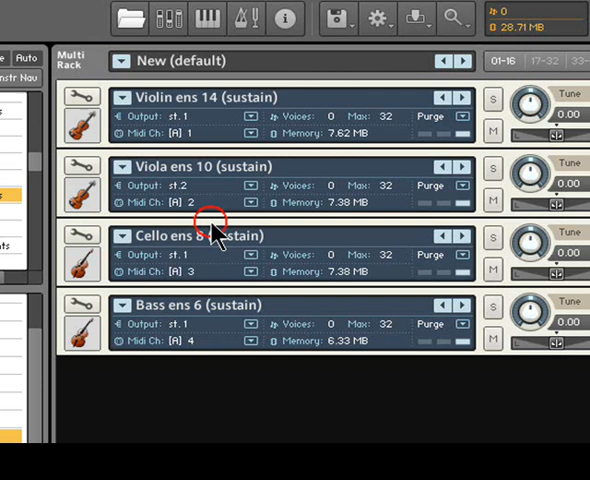 0
28.71 MB
Auto
Multi Rack
New (default)
01-16 17-32 33-
nstr Nav
Violin ens 14 (sustain)
Output: st.1 Voices: 0 Max: 32 Purge
Midi Ch: [A] 1 Memory: 7.62 MB
S
M
Tune
0.00
Viola ens 10 (sustain)
Output: st.2 Voices: 0 Max: 32 Purge
Midi Ch: [A] 2 Memory: 7.38 MB
S
M
Tune
0.00
Cello ens 8 (sustain)
Output: st.1 Voices: 0 Max: 32 Purge
Midi Ch: [A] 3 Memory: 7.38 MB
S
M
Tune
0.00
nts
Bass ens 6 (sustain)
Output: st.1 Voices: 0 Max: 32 Purge
Midi Ch: [A] 4 Memory: 6.33 MB
S
M
Tune
0.00